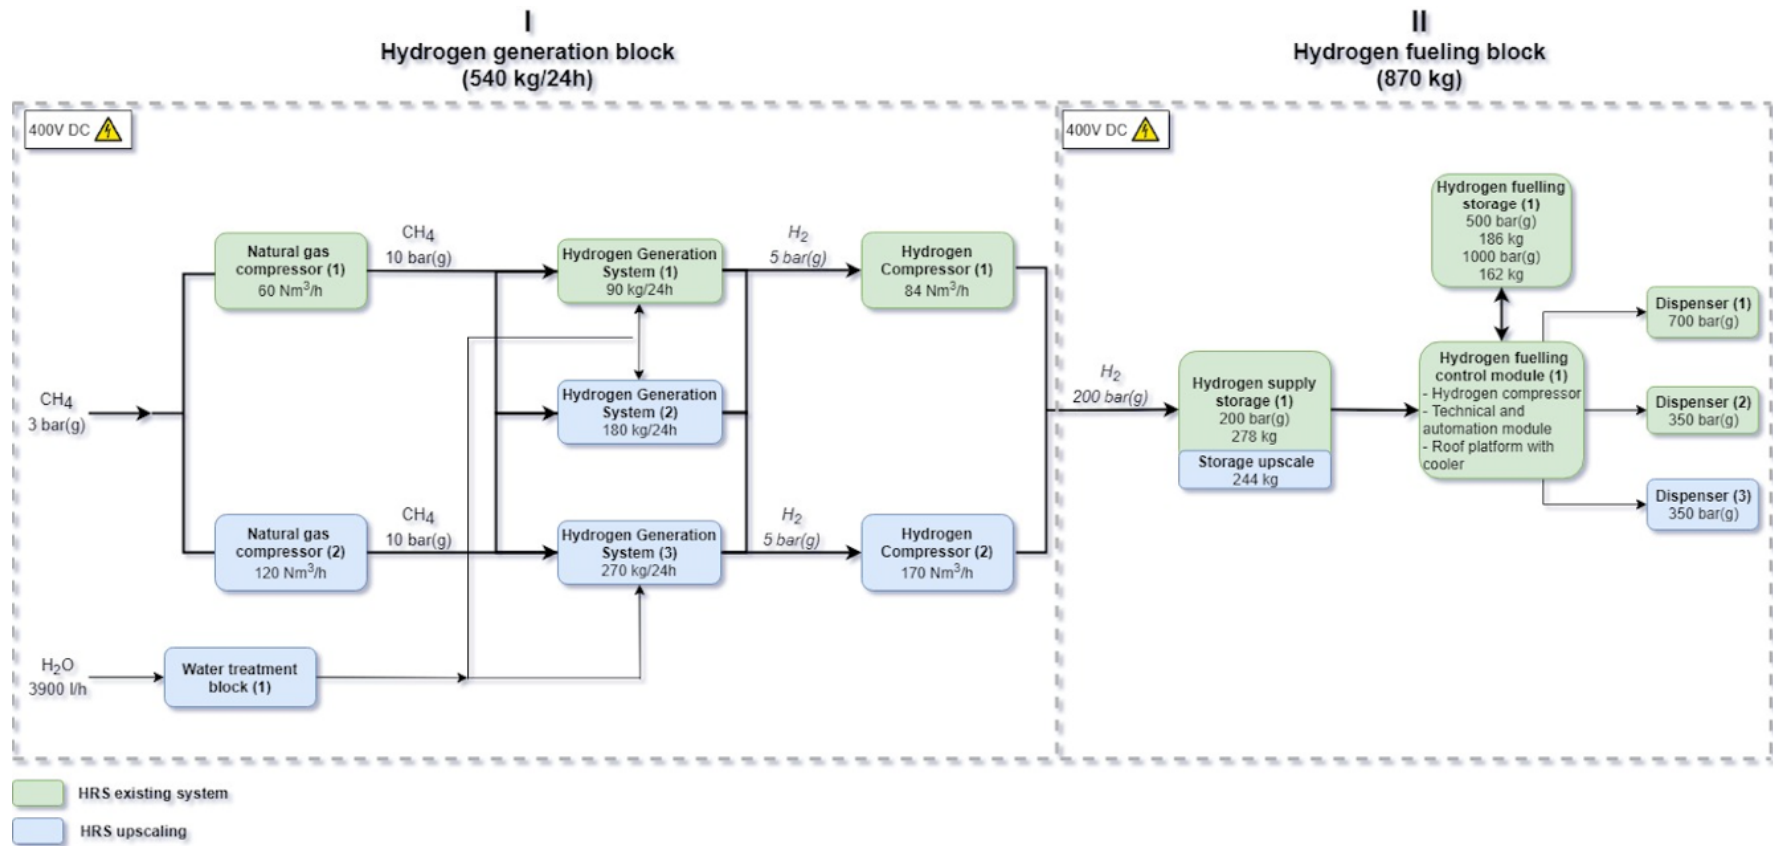 I
Hydrogen generation block
(540 kg/24h)
II
Hydrogen fueling block
(870 kg)
400V DC
400V DC
CH4
3 bar(g)
Natural gas
compressor (1)
60 Nm³/h
CH4
10 bar(g)
Hydrogen Generation
System (1)
90 kg/24h
H2
5 bar(g)
Hydrogen
Compressor (1)
84 Nm³/h
Hydrogen Generation
System (2)
180 kg/24h
Natural gas
compressor (2)
120 Nm³/h
CH4
10 bar(g)
Hydrogen Generation
System (3)
270 kg/24h
H2
5 bar(g)
Hydrogen
Compressor (2)
170 Nm³/h
H2O
3900 l/h
Water treatment
block (1)
H2
200 bar(g)
Hydrogen supply
storage (1)
200 bar(g)
278 kg
Storage upscale
244 kg
Hydrogen fuelling
storage (1)
500 bar(g)
186 kg
1000 bar(g)
162 kg
Hydrogen fuelling
control module (1)
- Hydrogen compressor
- Technical and
automation module
- Roof platform with
cooler
Dispenser (1)
700 bar(g)
Dispenser (2)
350 bar(g)
Dispenser (3)
350 bar(g)
HRS existing system
HRS upscaling